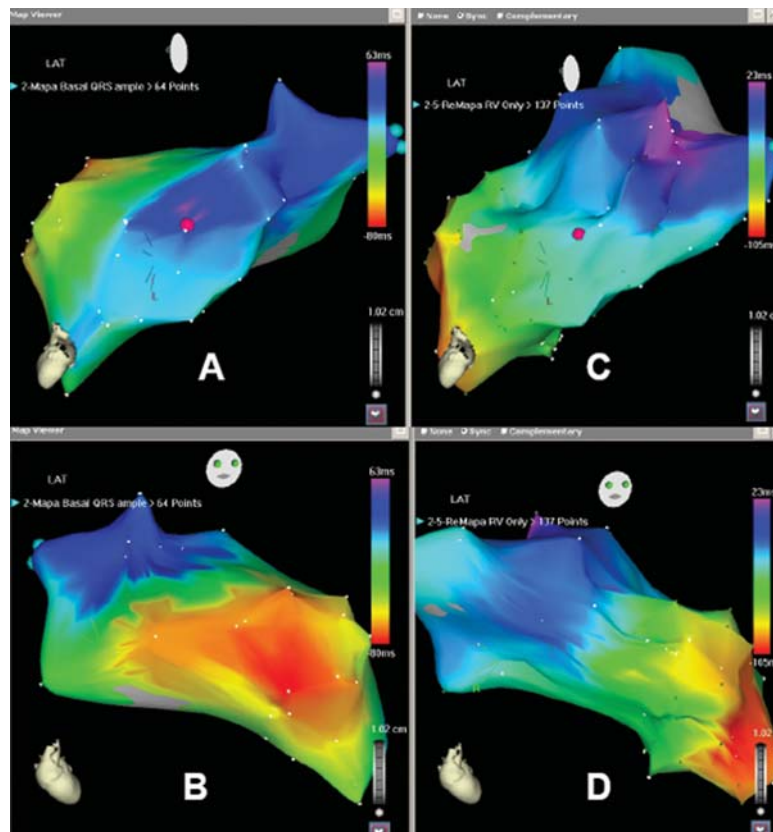 Map Viewer
LAT
2-Mapa Basal QRS ample > 64 Points
63ms
-80ms
1.02 cm
A
None Sync Complementary
LAT
2-5-ReMapa RV Only > 137 Points
23ms
-105ms
1.02 cm
C
Map Viewer
LAT
2-Mapa Basal QRS ample > 64 Points
63ms
-80ms
1.02 cm
B
None Sync Complementary
LAT
2-5-ReMapa RV Only > 137 Points
23ms
-105ms
1.02
D